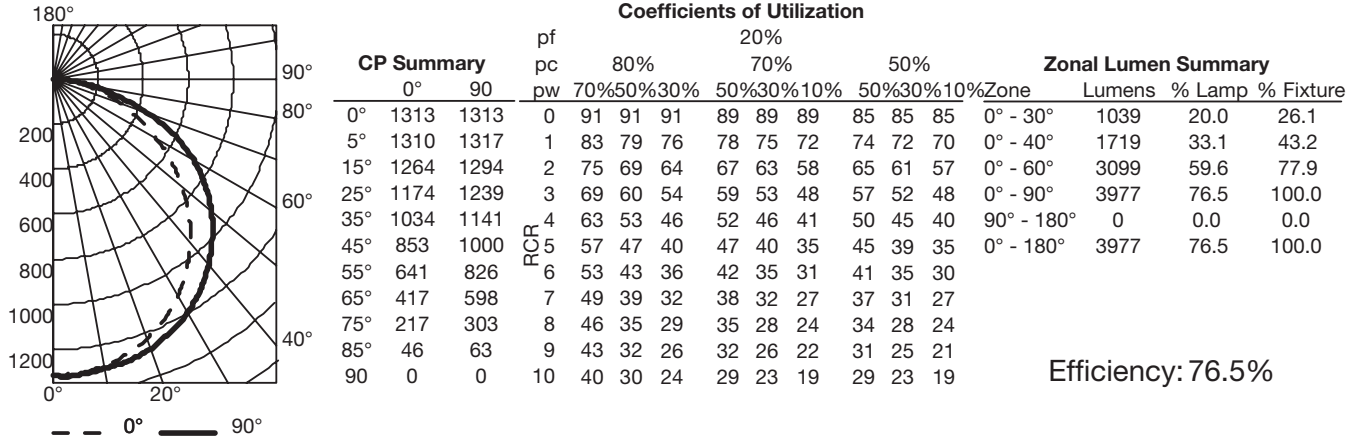 180°
90°
80°
60°
40°
200
400
600
800
1000
1200
0° 20°
0° 90°
CP Summary
0° 90
0° 1313 1313
5° 1310 1317
15° 1264 1294
25° 1174 1239
35° 1034 1141
45° 853 1000
55° 641 826
65° 417 598
75° 217 303
85° 46 63
90 0 0
Coefficients of Utilization
pf 20%
pc 80% 70% 50%
pw 70%50%30% 50%30%10% 50%30%10%
RCR
0 91 91 91 89 89 89 85 85 85
1 83 79 76 78 75 72 74 72 70
2 75 69 64 67 63 58 65 61 57
3 69 60 54 59 53 48 57 52 48
4 63 53 46 52 46 41 50 45 40
5 57 47 40 47 40 35 45 39 35
6 53 43 36 42 35 31 41 35 30
7 49 39 32 38 32 27 37 31 27
8 46 35 29 35 28 24 34 28 24
9 43 32 26 32 26 22 31 25 21
10 40 30 24 29 23 19 29 23 19
Zonal Lumen Summary
Zone Lumens % Lamp % Fixture
0° - 30° 1039 20.0 26.1
0° - 40° 1719 33.1 43.2
0° - 60° 3099 59.6 77.9
0° - 90° 3977 76.5 100.0
90° - 180° 0 0.0 0.0
0° - 180° 3977 76.5 100.0
Efficiency: 76.5%